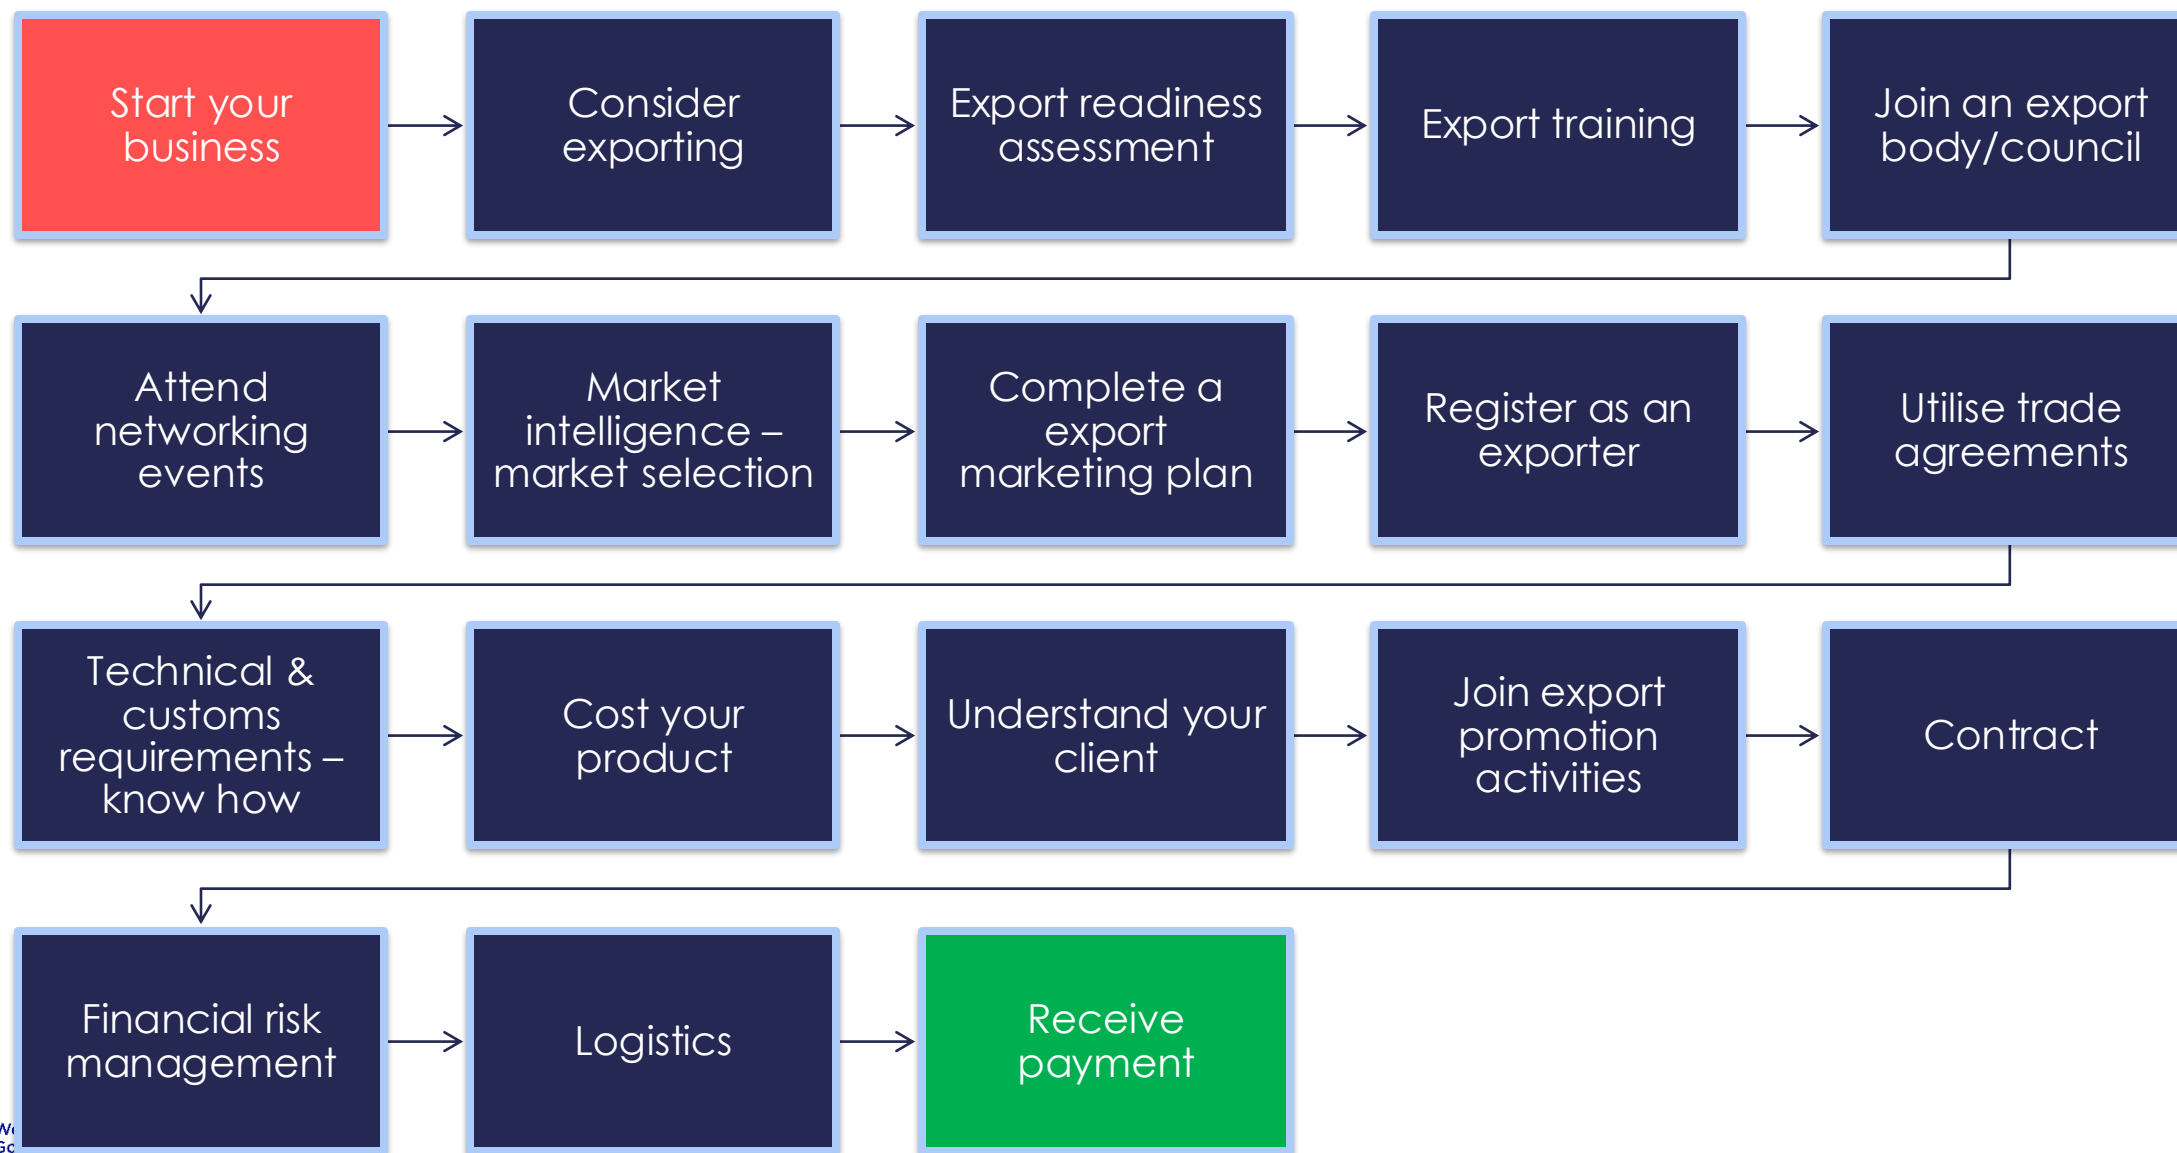 Start your
business
Consider
exporting
Export readiness
assessment
Export training
Join an export
body/council
Attend
networking
events
Market
intelligence –
market selection
Complete a
export
marketing plan
Register as an
exporter
Utilise trade
agreements
Technical &
customs
requirements –
know how
Cost your
product
Understand your
client
Join export
promotion
activities
Contract
Financial risk
management
Logistics
Receive
payment